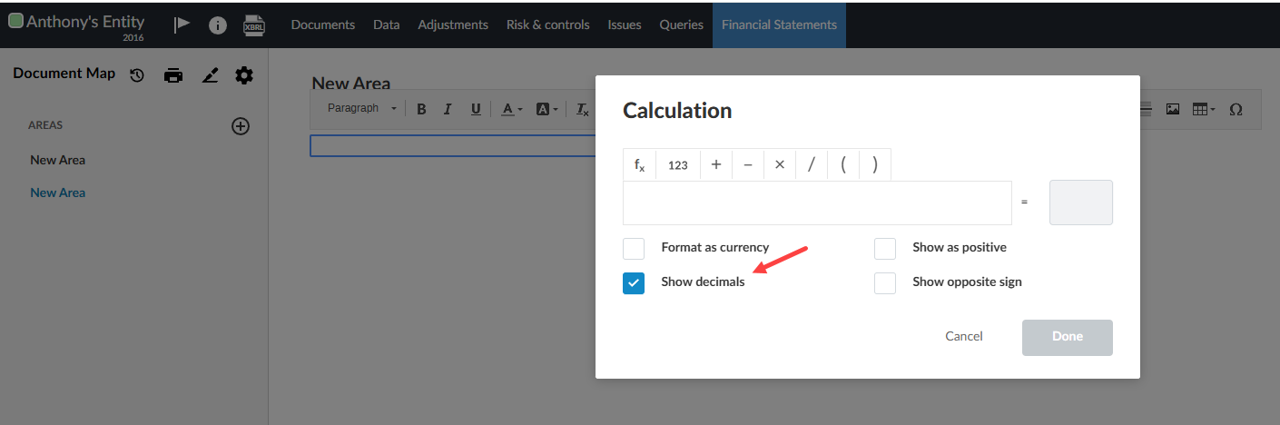 Anthony's Entity
2016
XBRL
Documents Data Adjustments Risk & controls Issues Queries Financial Statements
Document Map
AREAS
New Area
New Area
New Area
Paragraph B I U A A Tx Ω
Calculation
fx 123 + − × / ( )
=
Format as currency
Show as positive
Show decimals
Show opposite sign
Cancel
Done